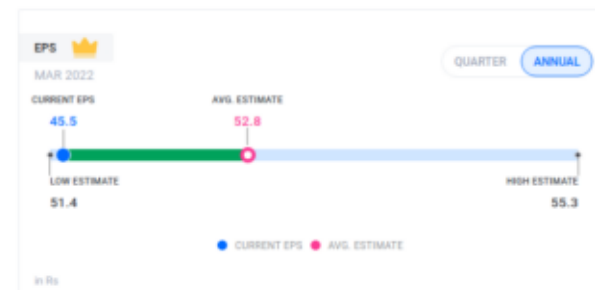 EPS
QUARTER ANNUAL
MAR 2022
CURRENT EPS AVG. ESTIMATE
45.5 52.8
LOW ESTIMATE HIGH ESTIMATE
51.4 55.3
CURRENT EPS AVG. ESTIMATE
in Rs